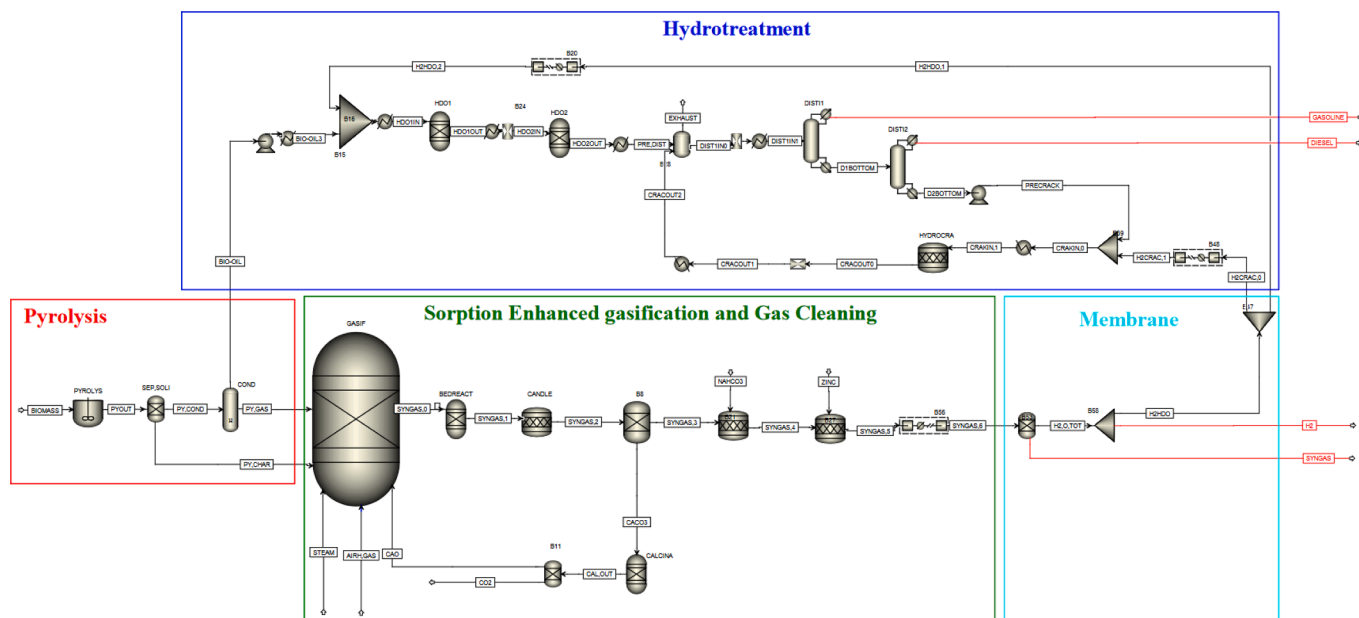 Hydrotreatment
B20
H2HDO,2
H2HDO,1
HDO1
B24
HDO2
EXHAUST
DISTI1
GASOLINE
B16
HDO1IN
HDO1OUT
HDO2IN
HDO2OUT
PRE,DIST
DIST1IN0
DIST1IN1
DISTI2
DIESEL
BIO-OIL3
B15
D1BOTTOM
CRACOUT2
D2BOTTOM
PRECRACK
HYDROCRA
CRAKIN,1
CRAKIN,0
B48
H2CRAC,1
H2CRAC,0
BIO-OIL
CRACOUT1
CRACOUT0
Pyrolysis
Sorption Enhanced gasification and Gas Cleaning
Membrane
GASIF
PYROLYS
SEP,SOLI
COND
BIOMASS
PYOUT
PY,COND
PY,GAS
SYNGAS,0
BEDREACT
SYNGAS,1
CANDLE
SYNGAS,2
B8
SYNGAS,3
NAHCO3
SYNGAS,4
ZINC
SYNGAS,5
B56
SYNGAS,6
H2,O,TOT
B58
H2HDO
H2
SYNGAS
PY,CHAR
CACO3
STEAM
AIRH,GAS
CAO
B11
CO2
CAL,OUT
CALCINA